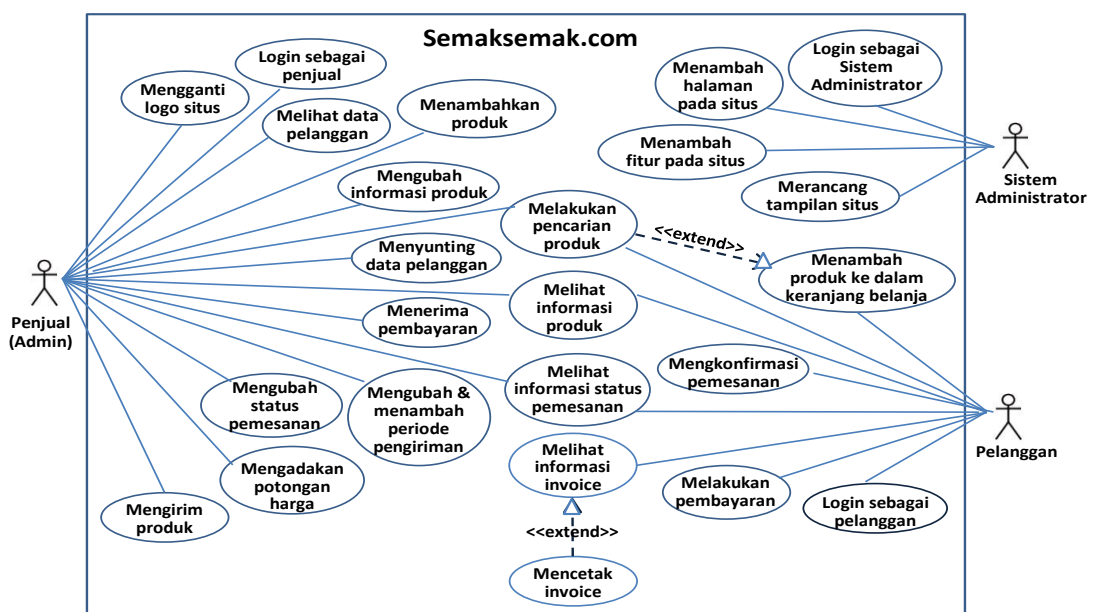 Semaksemak.com
Login sebagai
penjual
Mengganti
logo situs
Melihat data
pelanggan
Menambahkan
produk
Menambah
halaman
pada situs
Login sebagai
Sistem
Administrator
Menambah
fitur pada situs
Merancang
tampilan situs
Sistem
Administrator
Mengubah
informasi produk
Melakukan
pencarian
produk
<<extend>>
Menambah
produk ke dalam
keranjang belanja
Menyunting
data pelanggan
Melihat
informasi
produk
Menerima
pembayaran
Penjual
(Admin)
Mengubah
status
pemesanan
Mengubah &
menambah
periode
pengiriman
Melihat
informasi status
pemesanan
Mengkonfirmasi
pemesanan
Pelanggan
Melihat
informasi
invoice
Melakukan
pembayaran
Login sebagai
pelanggan
Mengadakan
potongan
harga
Mengirim
produk
<<extend>>
Mencetak
invoice